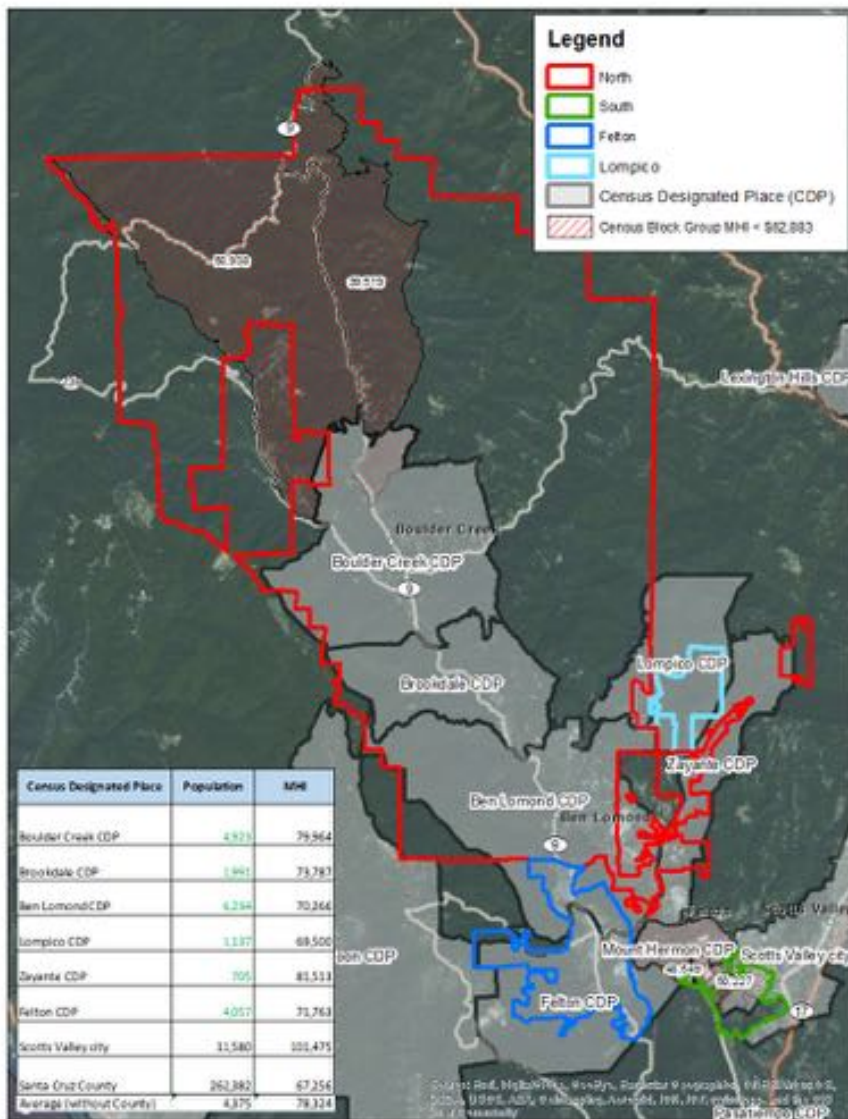 Legend
North
South
Felton
Lompico
Census Designated Place (CDP)
Census Block Group MHI < $62,883
9
Lexington Hills CDP
Boulder Creek
Boulder Creek CDP
9
Lompico CDP
Brookdale CDP
Zayante CDP
Ben Lomond CDP
Ben Lomond
9
Scotts Valley
Mount Hermon CDP
Scotts Valley city
Felton CDP
17
Census Designated Place Population MHI
Boulder Creek CDP 4,923 79,964
Brookdale CDP 1,991 73,787
Ben Lomond CDP 6,234 70,266
Lompico CDP 1,137 69,500
Zayante CDP 705 81,513
Felton CDP 4,057 71,763
Scotts Valley city 11,580 101,475
Santa Cruz County 262,382 67,256
Average (without County) 4,375 78,324